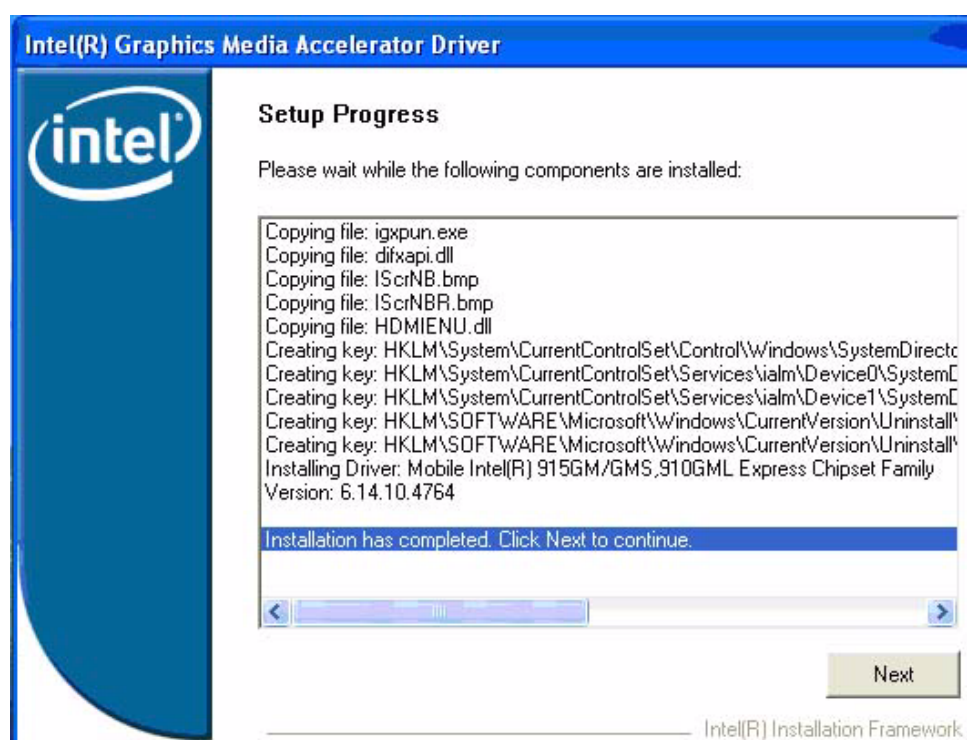 Intel(R) Graphics Media Accelerator Driver
intel
Setup Progress
Please wait while the following components are installed:
Copying file: igxpun.exe
Copying file: difxapi.dll
Copying file: IScrNB.bmp
Copying file: IScrNBR.bmp
Copying file: HDMIENU.dll
Creating key: HKLM\System\CurrentControlSet\Control\Windows\SystemDirecto
Creating key: HKLM\System\CurrentControlSet\Services\ialm\Device0\SystemD
Creating key: HKLM\System\CurrentControlSet\Services\ialm\Device1\SystemD
Creating key: HKLM\SOFTWARE\Microsoft\Windows\CurrentVersion\Uninstall\
Creating key: HKLM\SOFTWARE\Microsoft\Windows\CurrentVersion\Uninstall\
Installing Driver: Mobile Intel(R) 915GM/GMS,910GML Express Chipset Family
Version: 6.14.10.4764
Installation has completed. Click Next to continue.
Next
Intel(R) Installation Framework